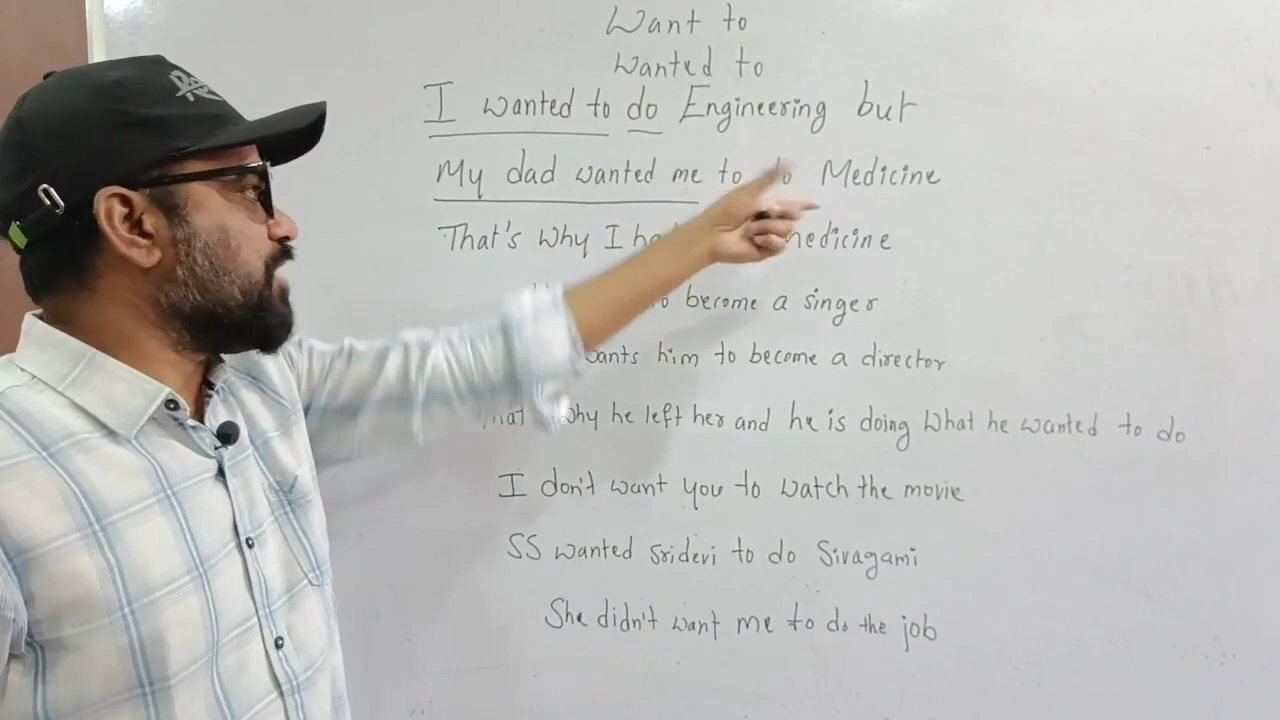 Want to
Wanted to
I wanted to do Engineering but
My dad wanted me to do Medicine
That's why I medicine
become a singer
wants him to become a director
why he left her and he is doing what he wanted to do
I don't want you to watch the movie
SS wanted Sridevi to do Sivagami
She didn't want me to do the job